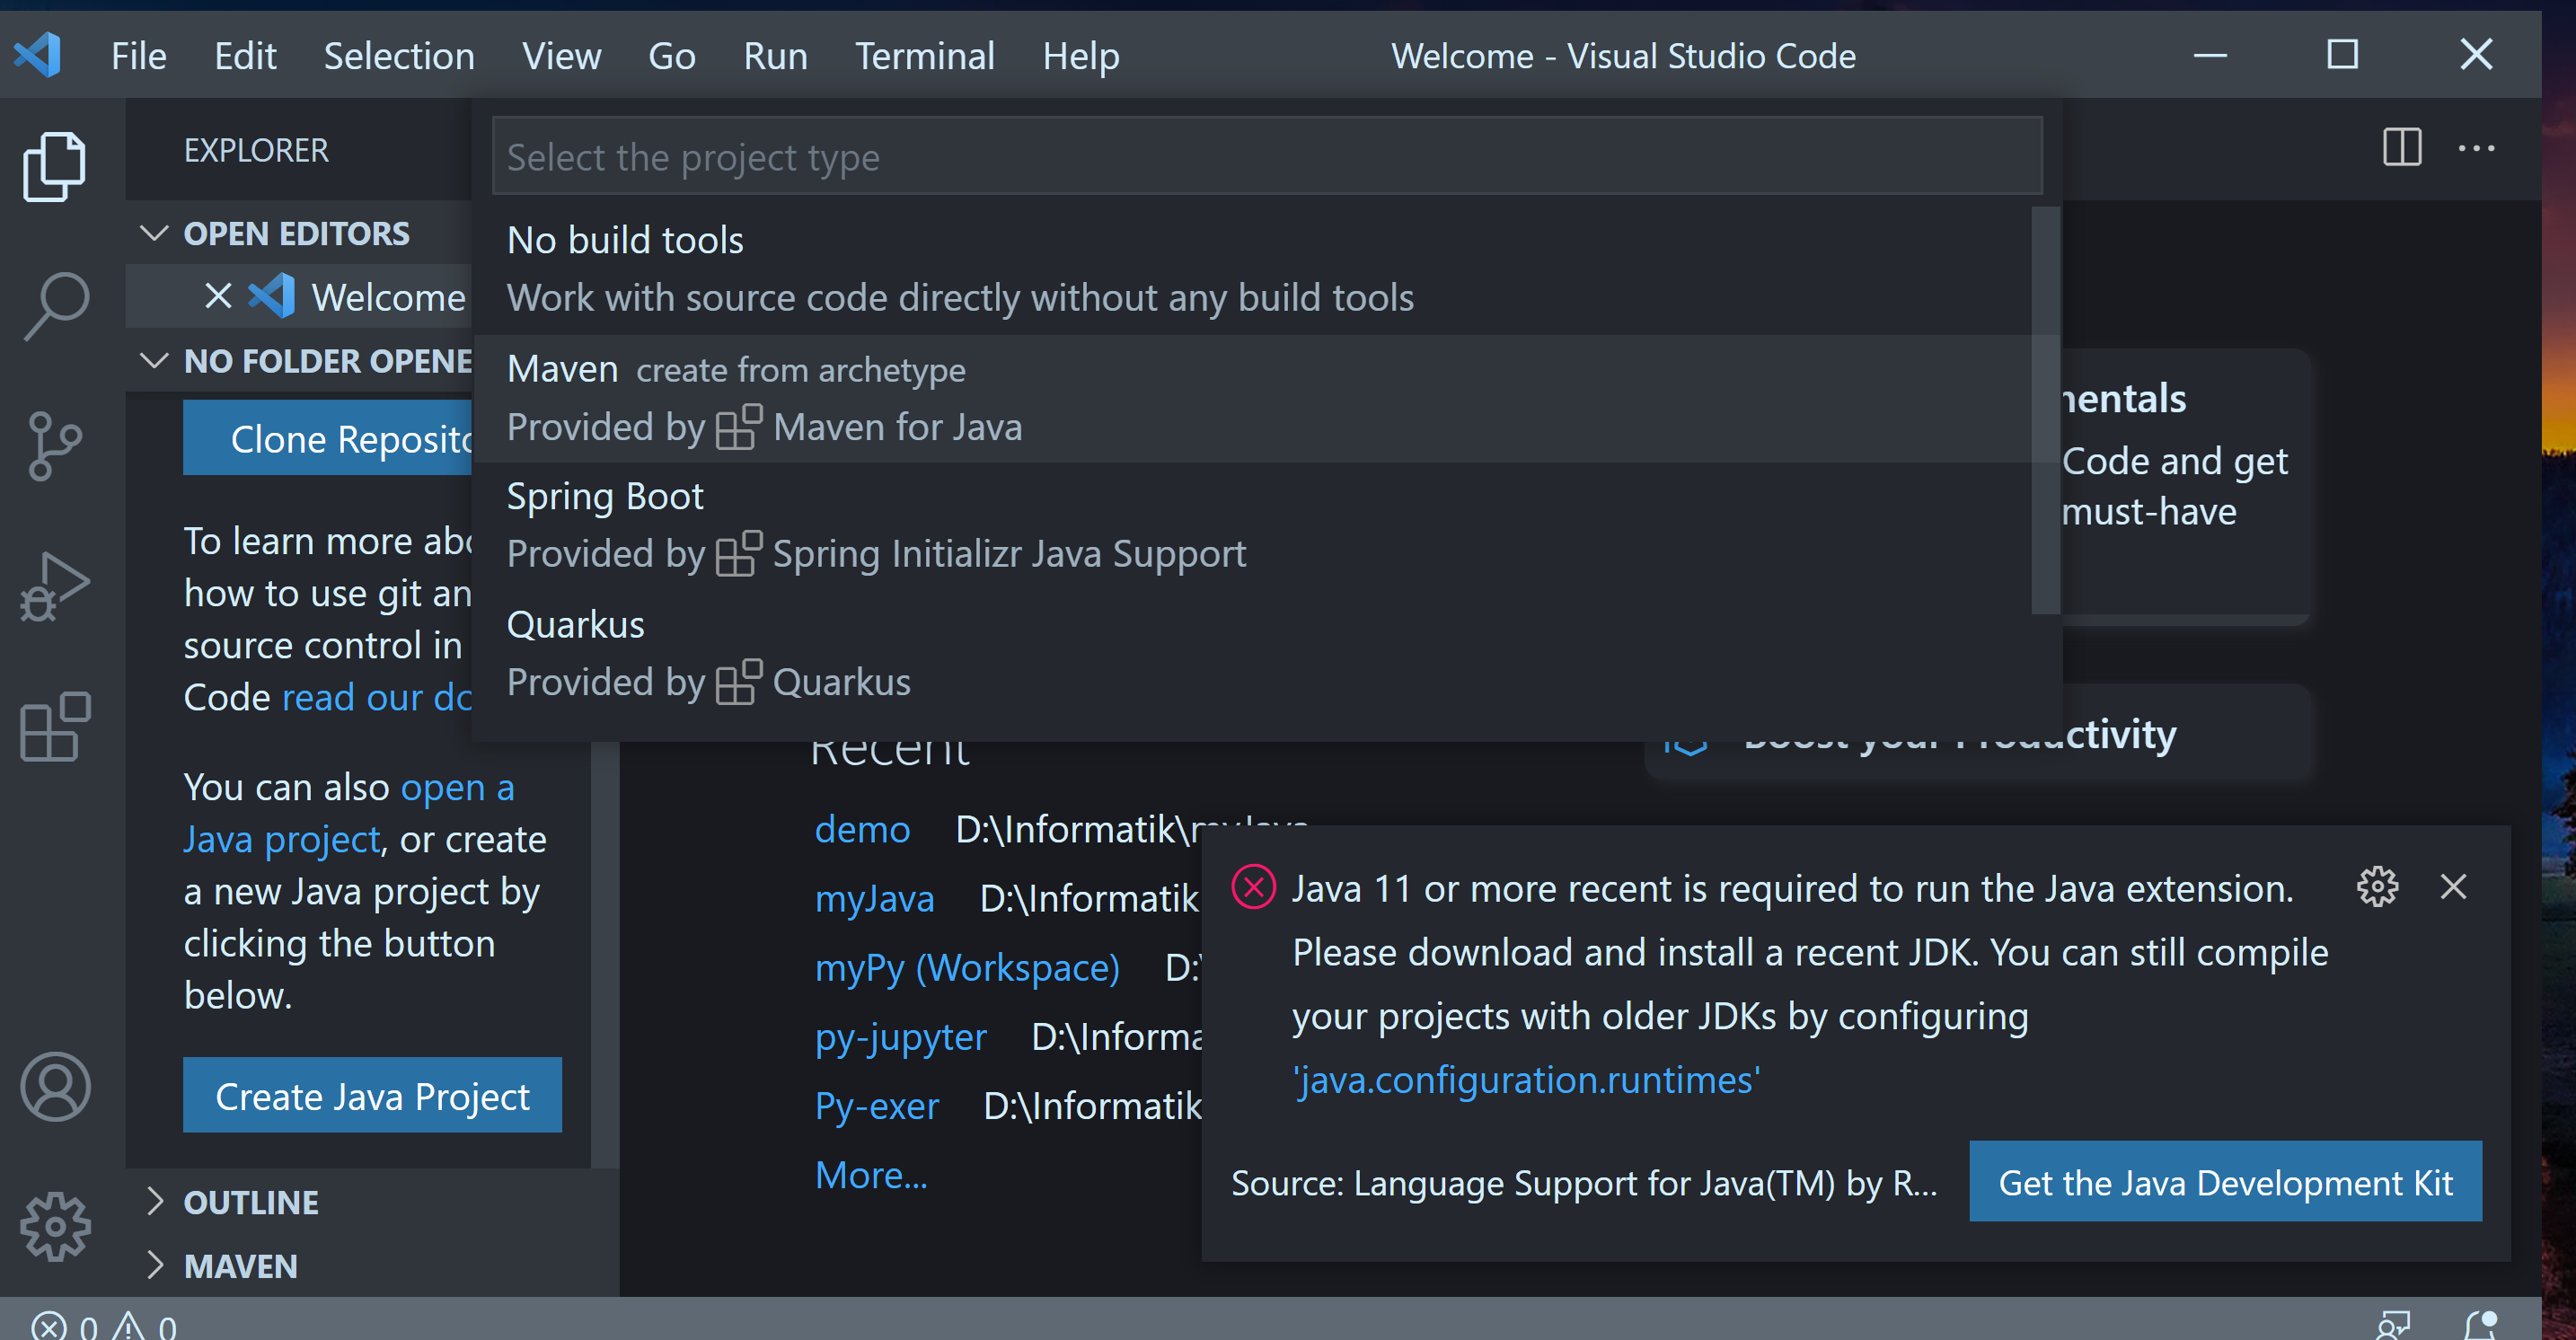 File Edit Selection View Go Run Terminal Help Welcome - Visual Studio Code
EXPLORER
Select the project type
No build tools
Work with source code directly without any build tools
Maven create from archetype
Provided by Maven for Java
Spring Boot
Provided by Spring Initializr Java Support
Quarkus
Provided by Quarkus
OPEN EDITORS
Welcome
NO FOLDER OPENE
Clone Reposito
To learn more abo
how to use git an
source control in
Code read our do
You can also open a
Java project, or create
a new Java project by
clicking the button
below.
Create Java Project
OUTLINE
MAVEN
mentals
Code and get
must-have
Recent
Boost your Productivity
demo D:\Informatik\myJava
myJava D:\Informatik
myPy (Workspace) D:\
py-jupyter D:\Informa
Py-exer D:\Informatik
More...
Java 11 or more recent is required to run the Java extension.
Please download and install a recent JDK. You can still compile
your projects with older JDKs by configuring
'java.configuration.runtimes'
Source: Language Support for Java(TM) by R... Get the Java Development Kit
0 0